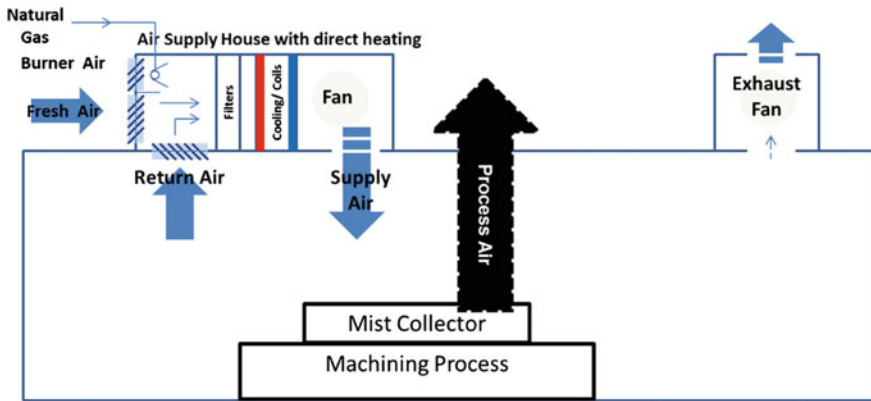 Natural
Gas
Burner Air
Air Supply House with direct heating
Fresh Air
Filters
Cooling/ Coils
Fan
Exhaust
Fan
Return Air
Supply
Air
Process Air
Mist Collector
Machining Process